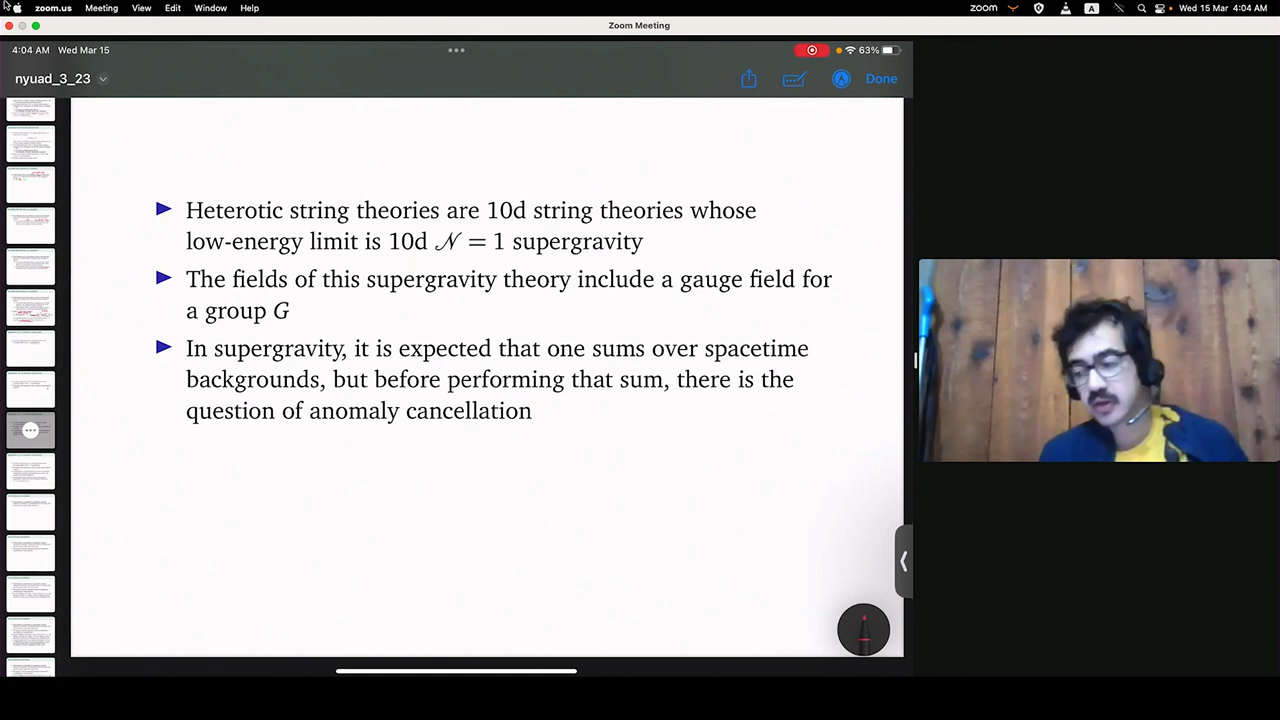 zoom.us Meeting View Edit Window Help
zoom A Wed 15 Mar 4:04 AM
Zoom Meeting
4:04 AM Wed Mar 15
63%
nyuad_3_23
Done
Heterotic string theories are 10d string theories whose
low-energy limit is 10d 𝒩 = 1 supergravity
The fields of this supergravity theory include a gauge field for
a group G
In supergravity, it is expected that one sums over spacetime
backgrounds, but before performing that sum, there is the
question of anomaly cancellation